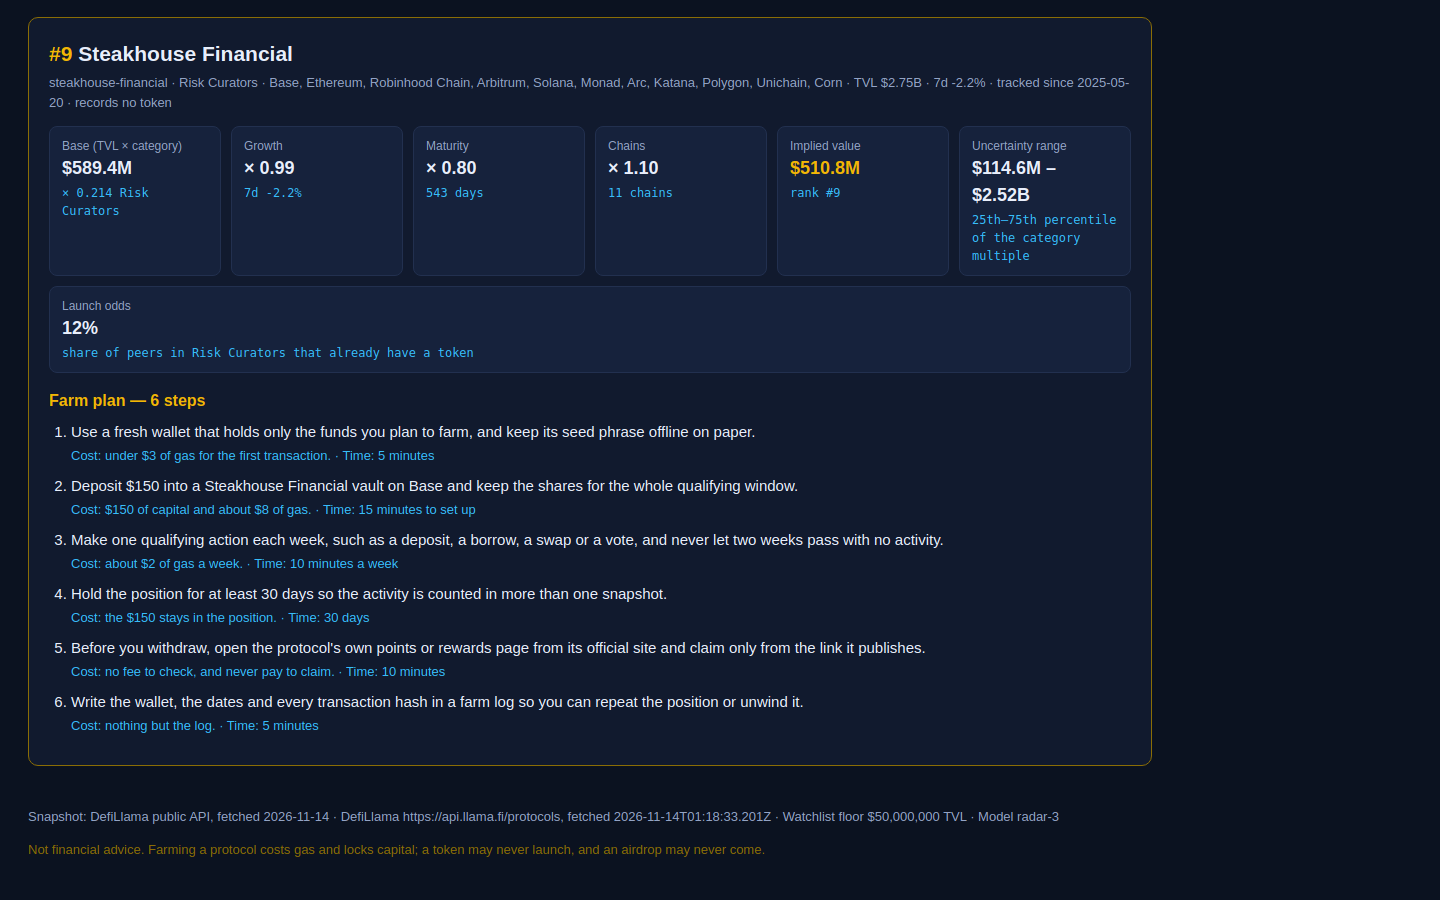 #9 Steakhouse Financial
steakhouse-financial · Risk Curators · Base, Ethereum, Robinhood Chain, Arbitrum, Solana, Monad, Arc, Katana, Polygon, Unichain, Corn · TVL $2.75B · 7d -2.2% · tracked since 2025-05-
20 · records no token
Base (TVL × category)
$589.4M
× 0.214 Risk
Curators
Growth
× 0.99
7d -2.2%
Maturity
× 0.80
543 days
Chains
× 1.10
11 chains
Implied value
$510.8M
rank #9
Uncertainty range
$114.6M –
$2.52B
25th–75th percentile
of the category
multiple
Launch odds
12%
share of peers in Risk Curators that already have a token
Farm plan — 6 steps
1. Use a fresh wallet that holds only the funds you plan to farm, and keep its seed phrase offline on paper.
Cost: under $3 of gas for the first transaction. · Time: 5 minutes
2. Deposit $150 into a Steakhouse Financial vault on Base and keep the shares for the whole qualifying window.
Cost: $150 of capital and about $8 of gas. · Time: 15 minutes to set up
3. Make one qualifying action each week, such as a deposit, a borrow, a swap or a vote, and never let two weeks pass with no activity.
Cost: about $2 of gas a week. · Time: 10 minutes a week
4. Hold the position for at least 30 days so the activity is counted in more than one snapshot.
Cost: the $150 stays in the position. · Time: 30 days
5. Before you withdraw, open the protocol's own points or rewards page from its official site and claim only from the link it publishes.
Cost: no fee to check, and never pay to claim. · Time: 10 minutes
6. Write the wallet, the dates and every transaction hash in a farm log so you can repeat the position or unwind it.
Cost: nothing but the log. · Time: 5 minutes
Snapshot: DefiLlama public API, fetched 2026-11-14 · DefiLlama https://api.llama.fi/protocols, fetched 2026-11-14T01:18:33.201Z · Watchlist floor $50,000,000 TVL · Model radar-3
Not financial advice. Farming a protocol costs gas and locks capital; a token may never launch, and an airdrop may never come.